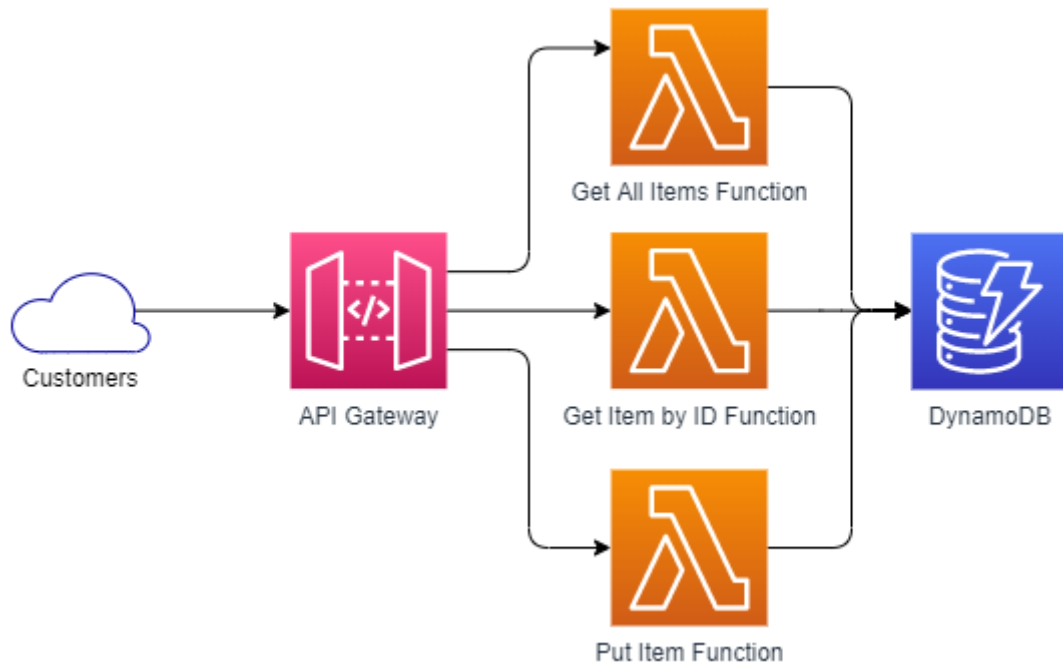 Get All Items Function
</>
Customers
API Gateway
Get Item by ID Function
DynamoDB
Put Item Function